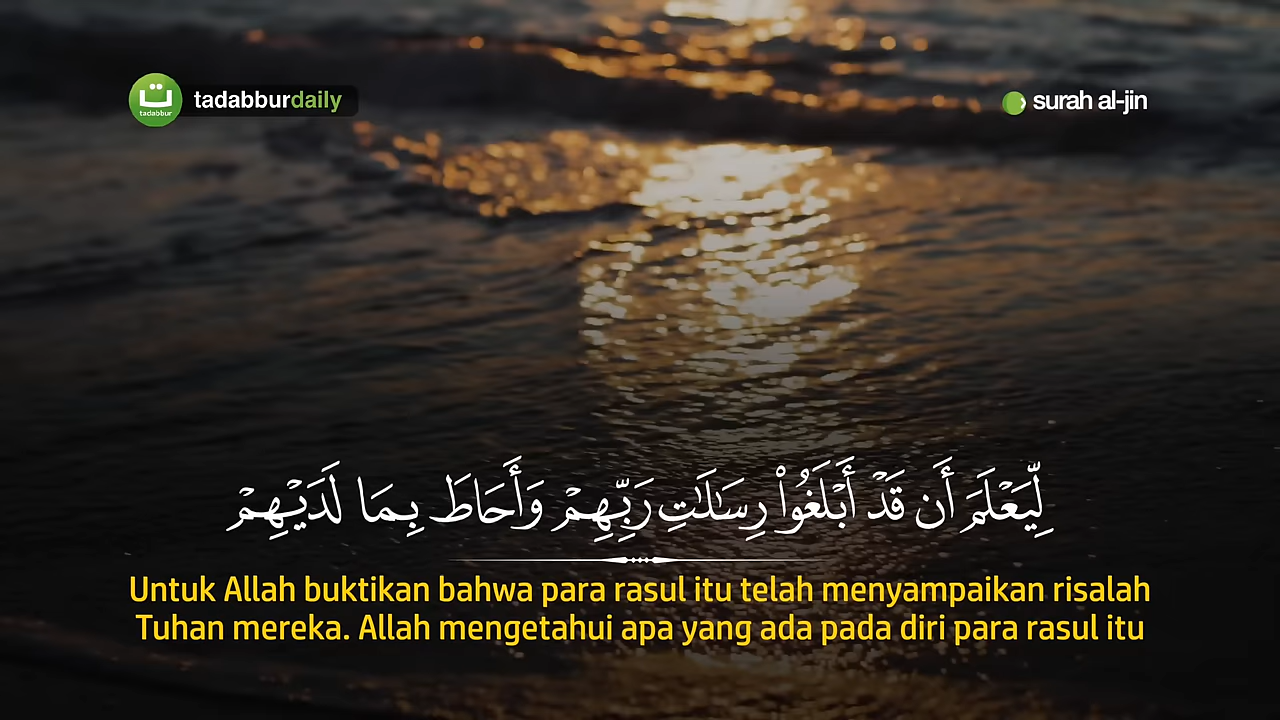 ت
tadabbur
tadabburdaily
surah al-jin
لِّيَعْلَمَ أَن قَدْ أَبْلَغُوا۟ رِسَـٰلَـٰتِ رَبِّهِمْ وَأَحَاطَ بِمَا لَدَيْهِمْ
Untuk Allah buktikan bahwa para rasul itu telah menyampaikan risalah
Tuhan mereka. Allah mengetahui apa yang ada pada diri para rasul itu